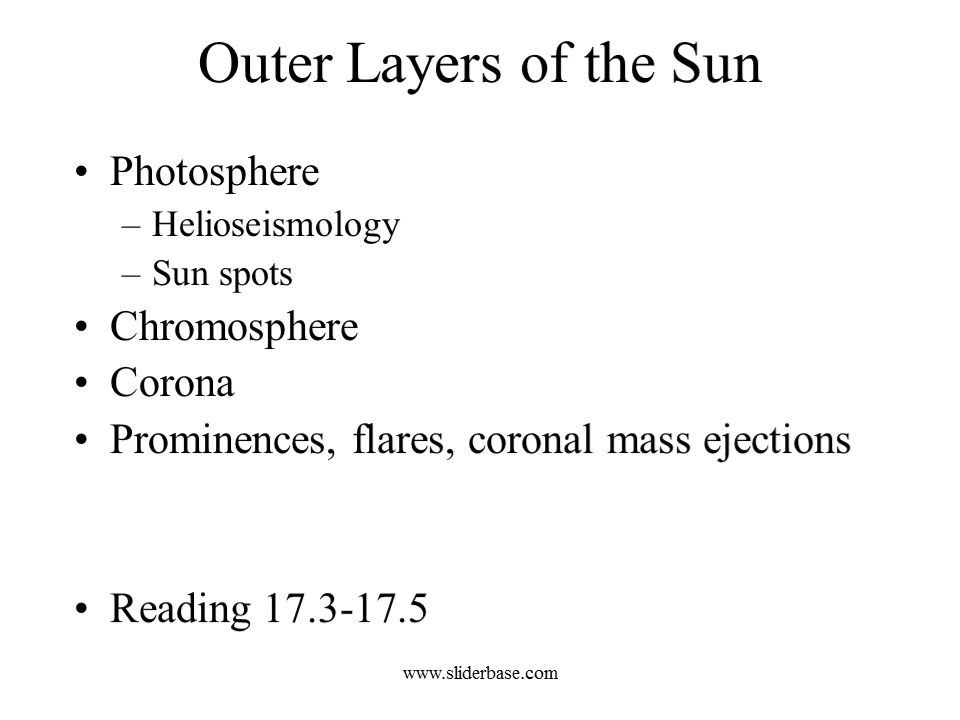 Outer Layers of the Sun
• Photosphere
–Helioseismology
–Sun spots
• Chromosphere
• Corona
• Prominences, flares, coronal mass ejections
• Reading 17.3-17.5
www.sliderbase.com